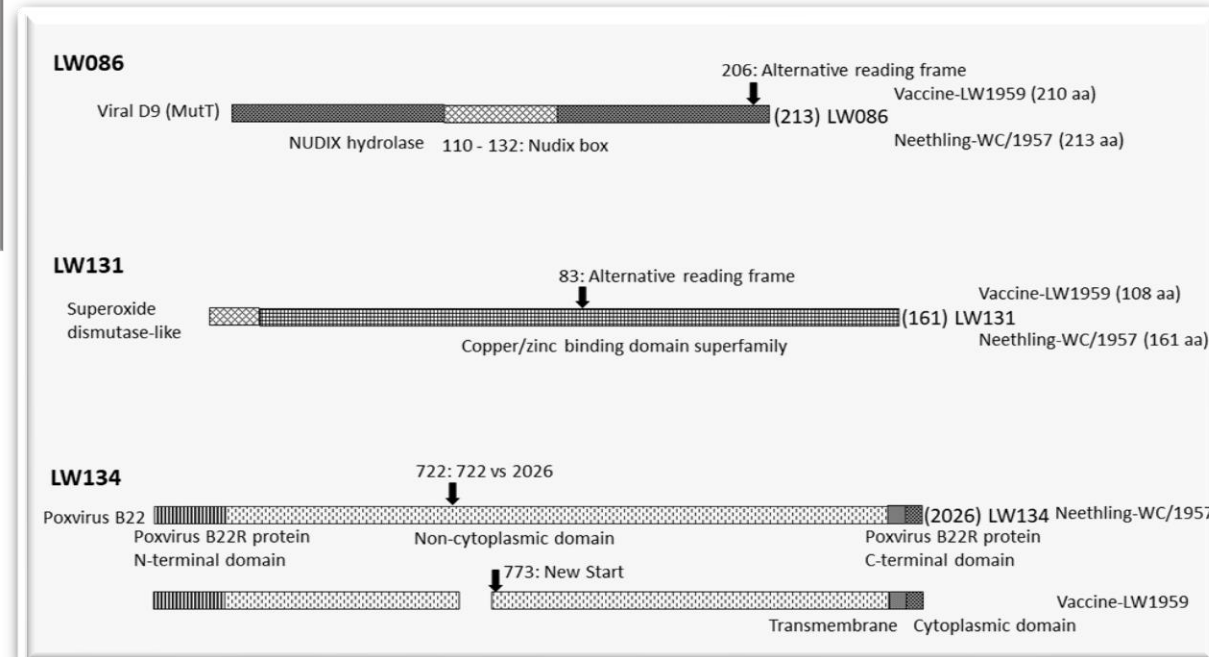 LW086
206: Alternative reading frame
Viral D9 (MutT)
Vaccine-LW1959 (210 aa)
(213) LW086
NUDIX hydrolase
110 - 132: Nudix box
Neethling-WC/1957 (213 aa)
LW131
83: Alternative reading frame
Superoxide
dismutase-like
Vaccine-LW1959 (108 aa)
(161) LW131
Copper/zinc binding domain superfamily
Neethling-WC/1957 (161 aa)
LW134
722: 722 vs 2026
Poxvirus B22
(2026) LW134
Neethling-WC/1957
Poxvirus B22R protein
N-terminal domain
Non-cytoplasmic domain
Poxvirus B22R protein
C-terminal domain
773: New Start
Vaccine-LW1959
Transmembrane
Cytoplasmic domain